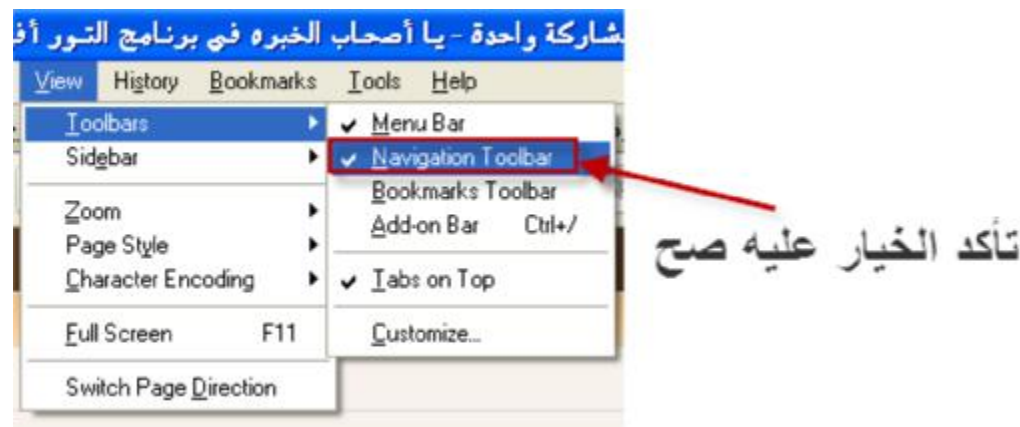 شاركة واحدة - يا أصحاب الخبره في برنامج التور
View History Bookmarks Tools Help
Toolbars
Sidebar
Zoom
Page Style
Character Encoding
Full Screen F11
Switch Page Direction
Menu Bar
Navigation Toolbar
Bookmarks Toolbar
Add-on Bar Ctrl+/
Tabs on Top
Customize...
تأكد الخيار عليه صح